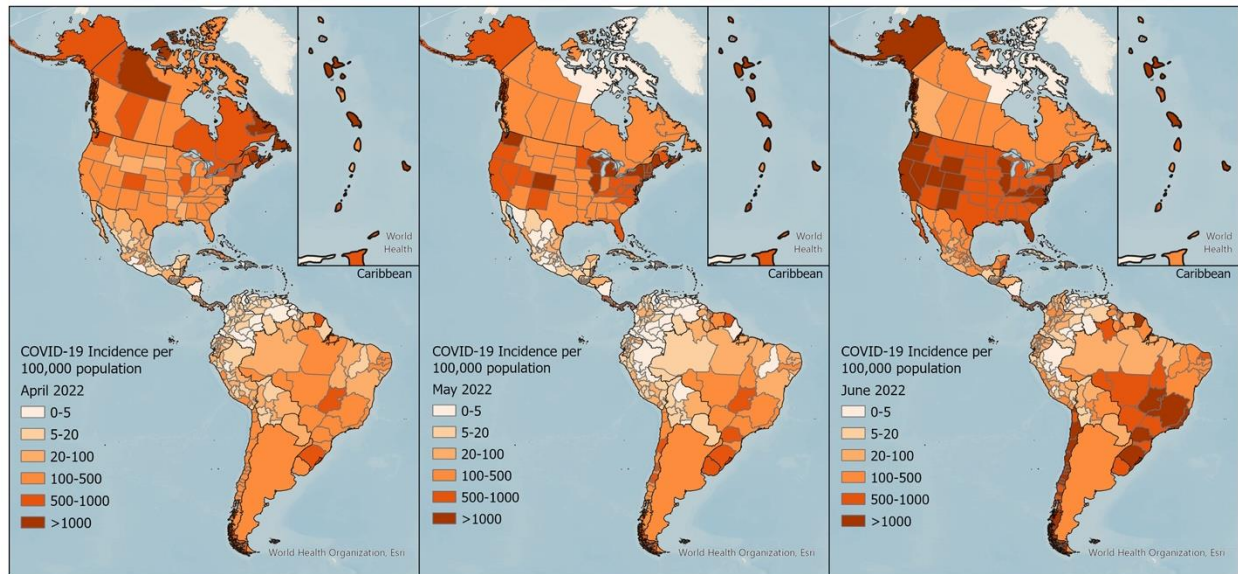 World
Health
Caribbean
COVID-19 Incidence per
100,000 population
April 2022
0-5
5-20
20-100
100-500
500-1000
>1000
World Health Organization, Esri
World
Health
Caribbean
COVID-19 Incidence per
100,000 population
May 2022
0-5
5-20
20-100
100-500
500-1000
>1000
World Health Organization, Esri
World
Health
Caribbean
COVID-19 Incidence per
100,000 population
June 2022
0-5
5-20
20-100
100-500
500-1000
>1000
World Health Organization, Esri